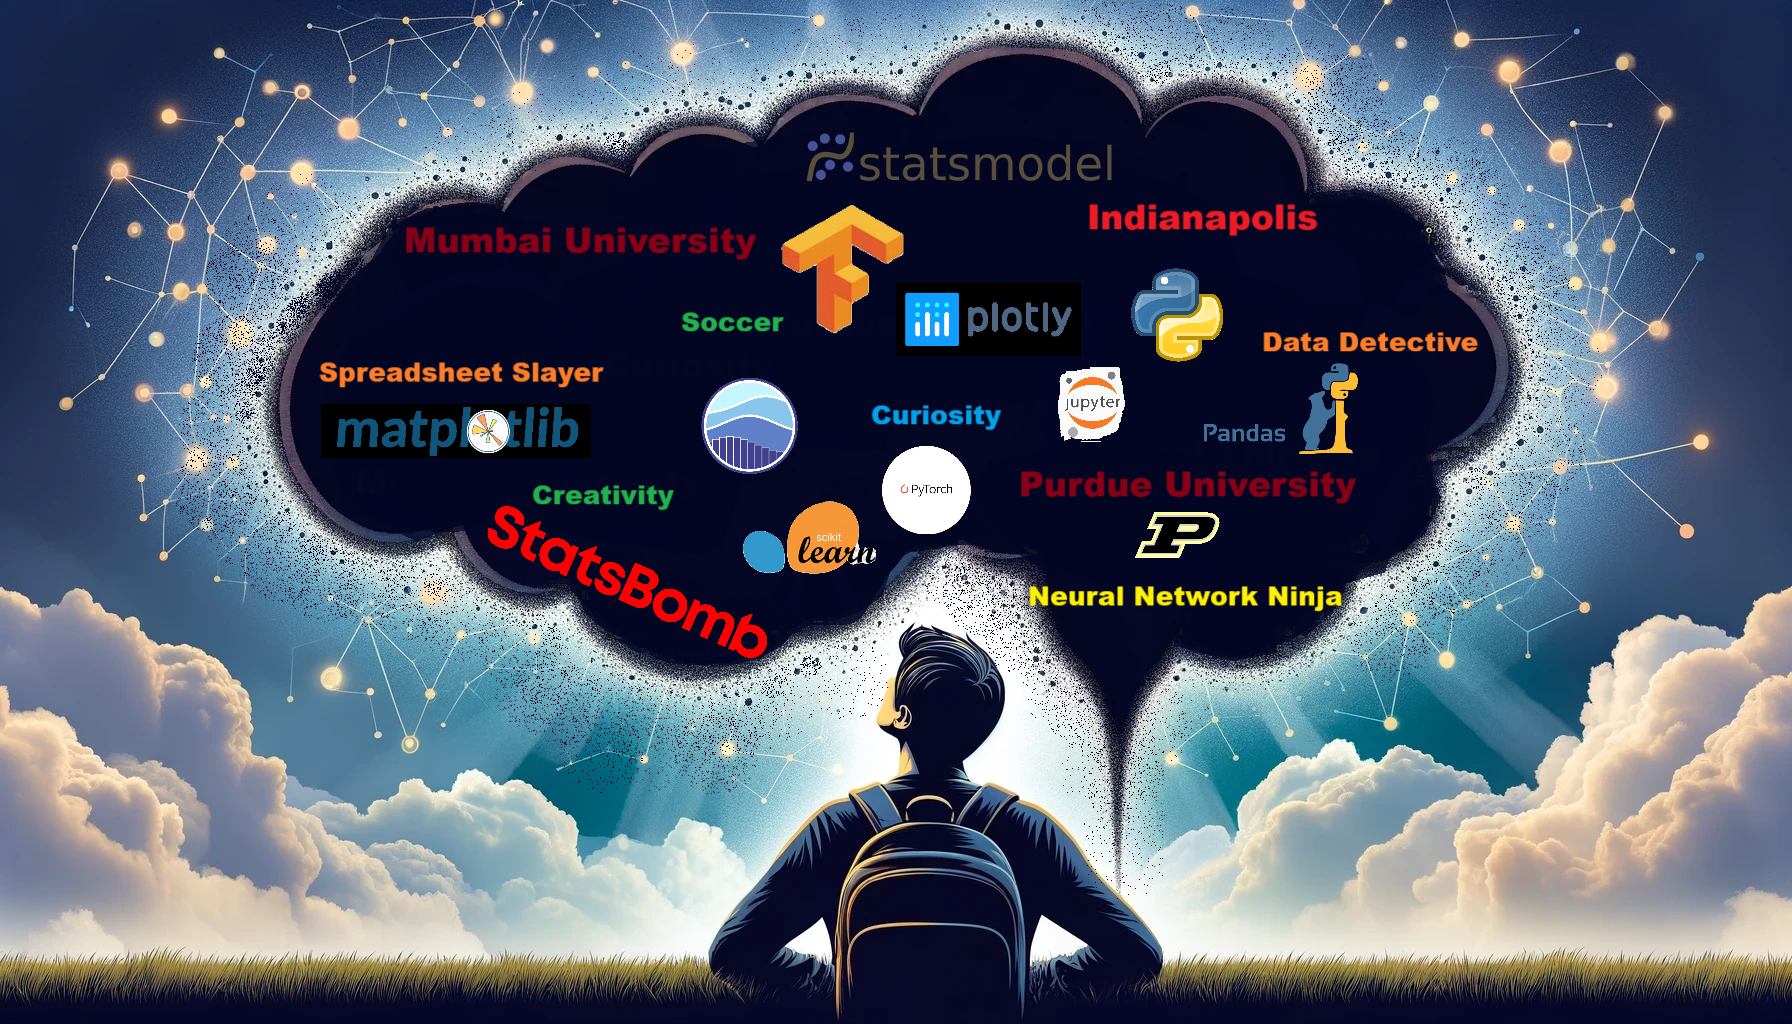 statsmodel
Indianapolis
Mumbai University
Soccer
plotly
Data Detective
Spreadsheet Slayer
jupyter
Curiosity
matplotlib
Pandas
Purdue University
PyTorch
Creativity
StatsBomb
scikit
learn
P
Neural Network Ninja